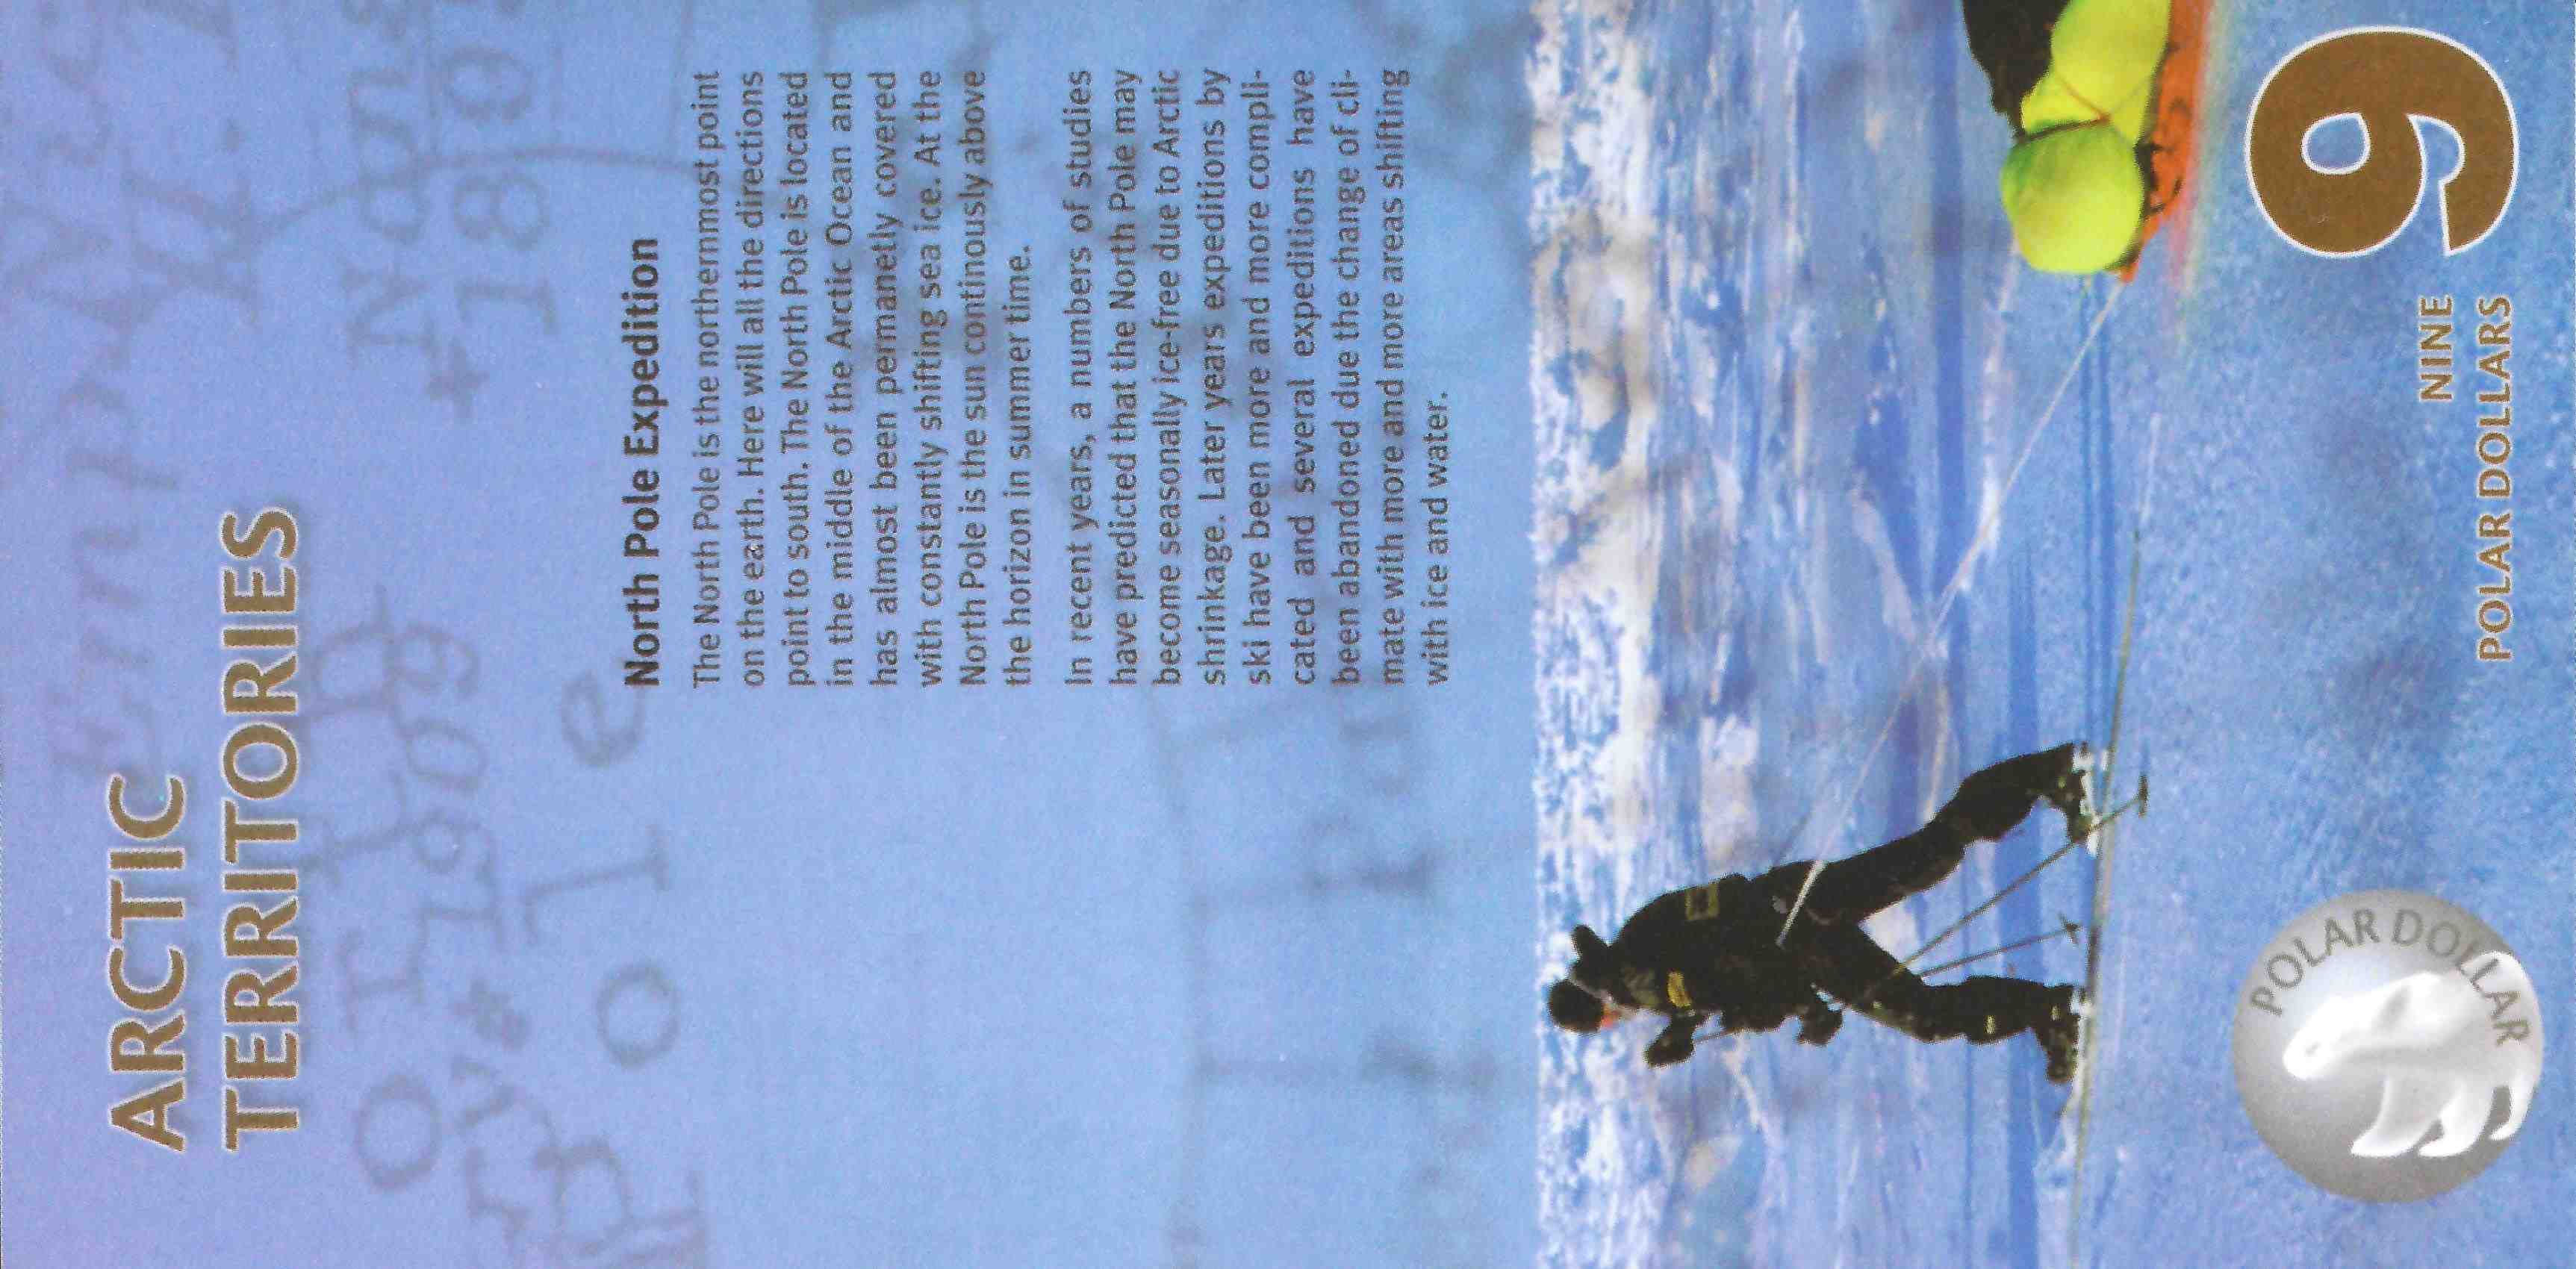 ARCTIC
TERRITORIES
North Pole Expedition
The North Pole is the northernmost point
on the earth. Here will all the directions
point to south. The North Pole is located
in the middle of the Arctic Ocean and
has almost been permanetly covered
with constantly shifting sea ice. At the
North Pole is the sun continously above
the horizon in summer time.
In recent years, a numbers of studies
have predicted that the North Pole may
become seasonally ice-free due to Arctic
shrinkage. Later years expeditions by
ski have been more and more compli-
cated and several expeditions have
been abandoned due the change of cli-
mate with more and more areas shifting
with ice and water.
POLAR DOLLAR
NINE
POLAR DOLLARS
9